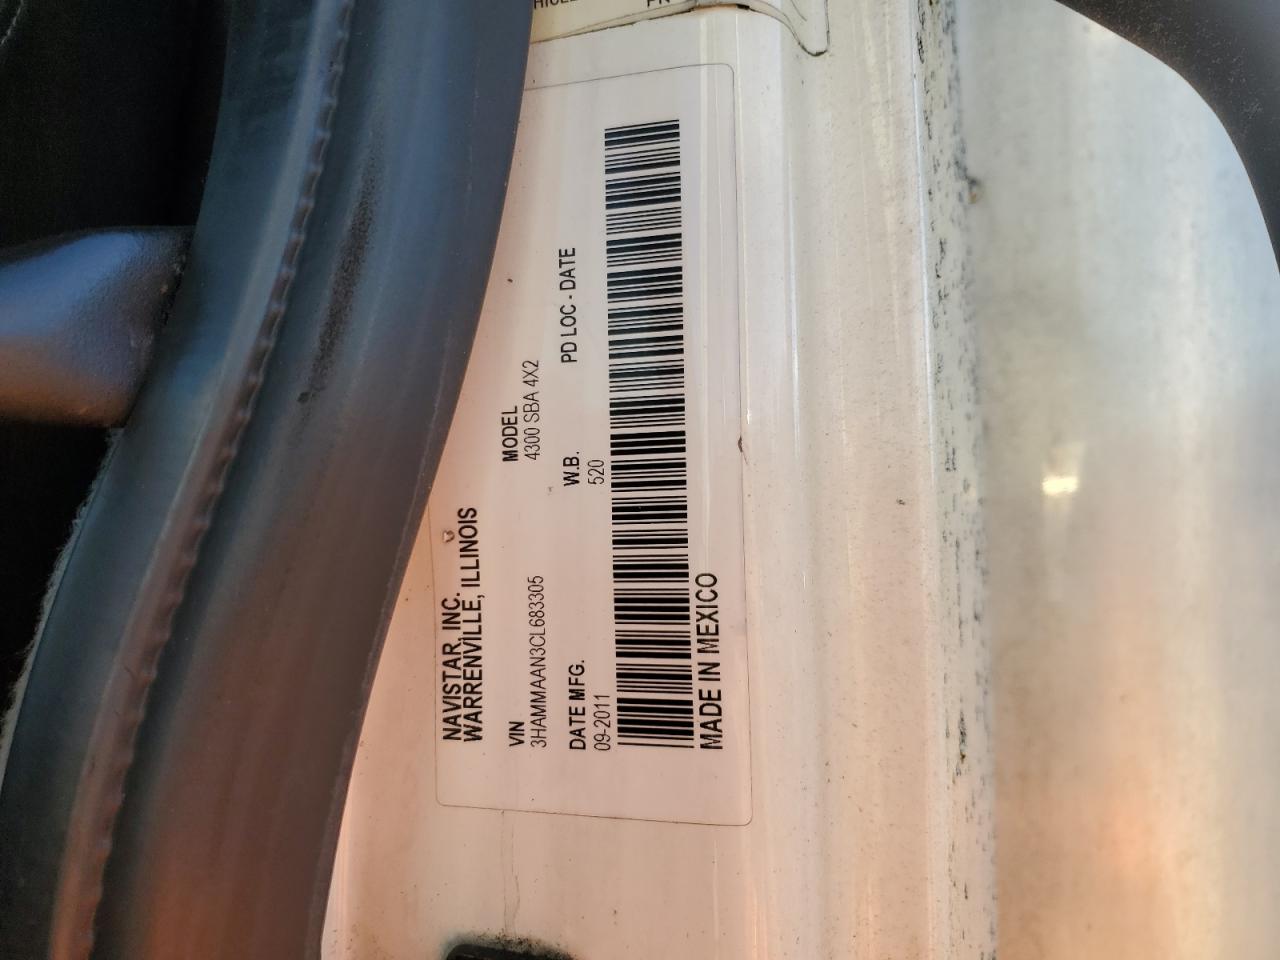 NAVISTAR, INC.
WARRENVILLE, ILLINOIS
VIN MODEL
3HAMMAAN3CL683305 4300 SBA 4X2
DATE MFG. W.B. PD LOC - DATE
09-2011 520
MADE IN MEXICO